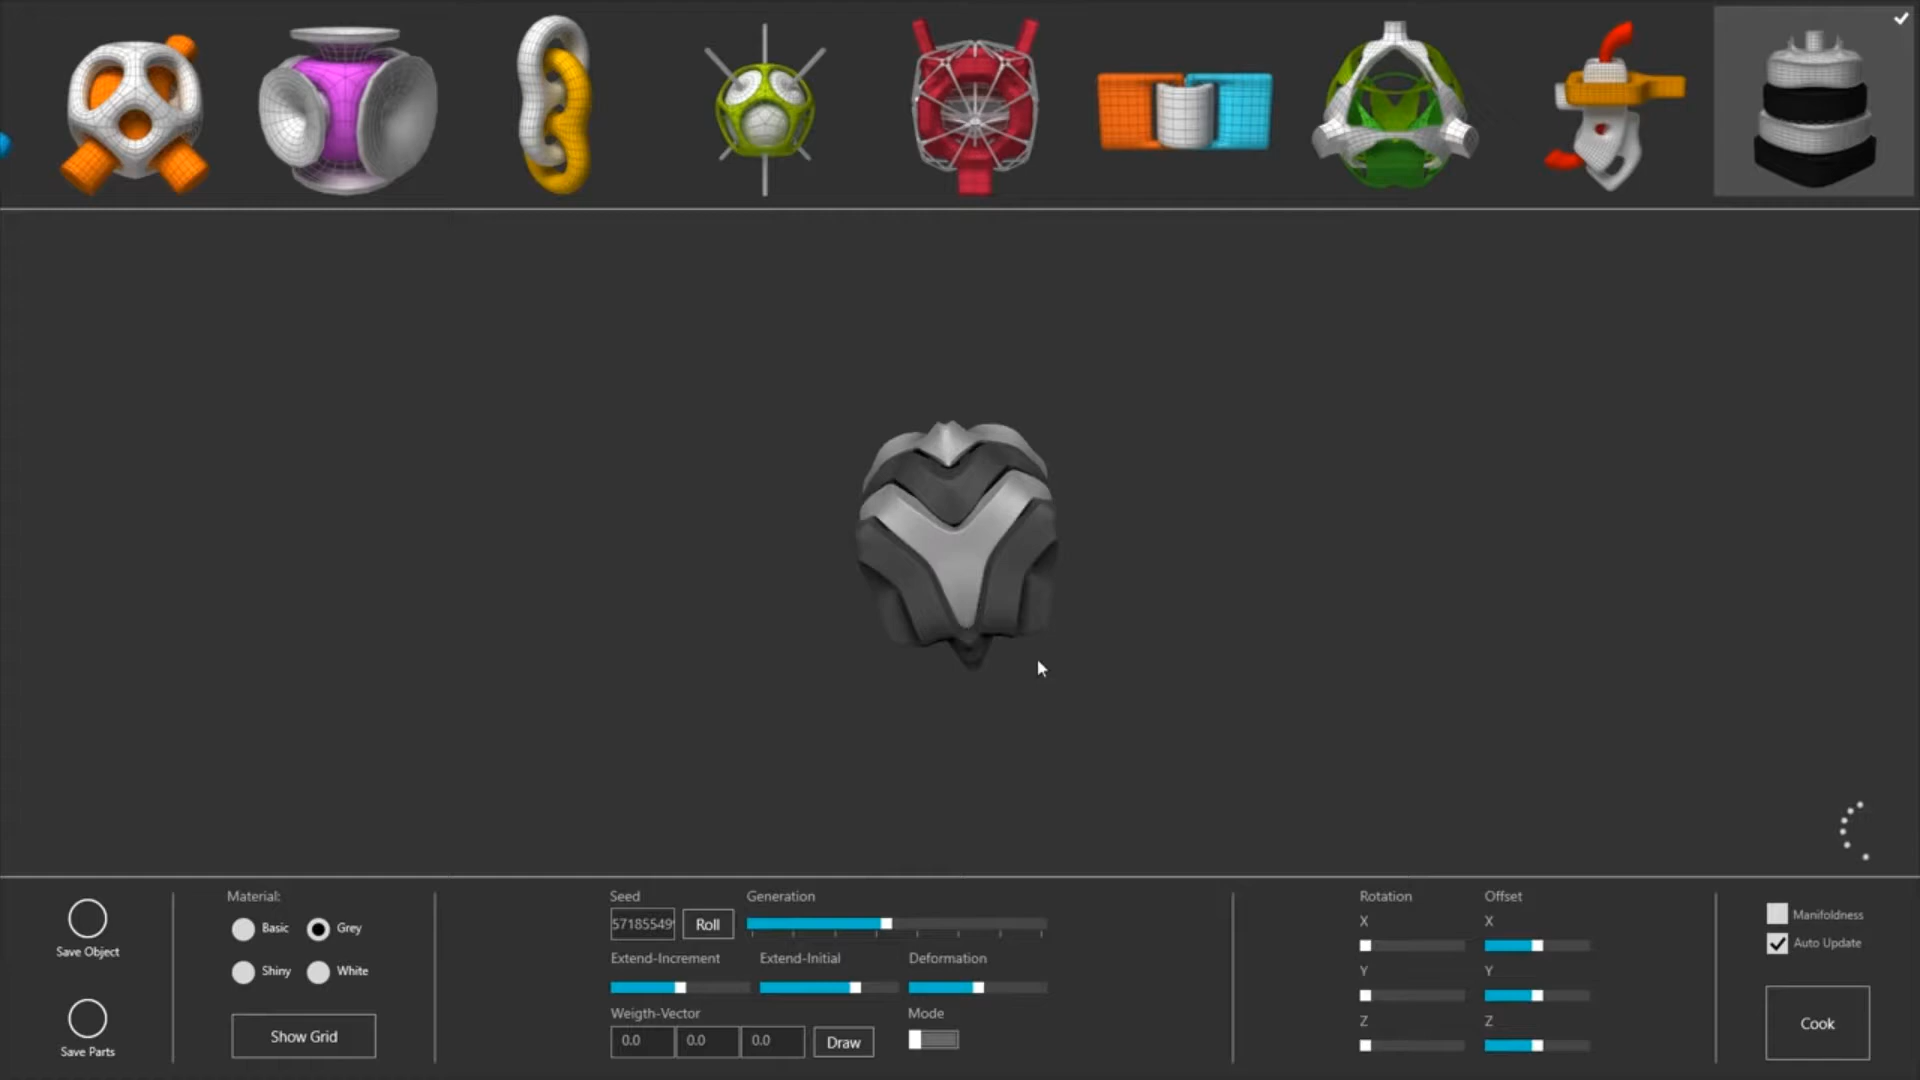 Save Object
Save Parts
Material:
Basic
Grey
Shiny
White
Show Grid
Seed
Generation
57185549
Roll
Extend-Increment
Extend-Initial
Deformation
Weigth-Vector
Mode
0.0
0.0
0.0
Draw
Rotation
Offset
X
X
Y
Y
Z
Z
Manifoldness
Auto Update
Cook